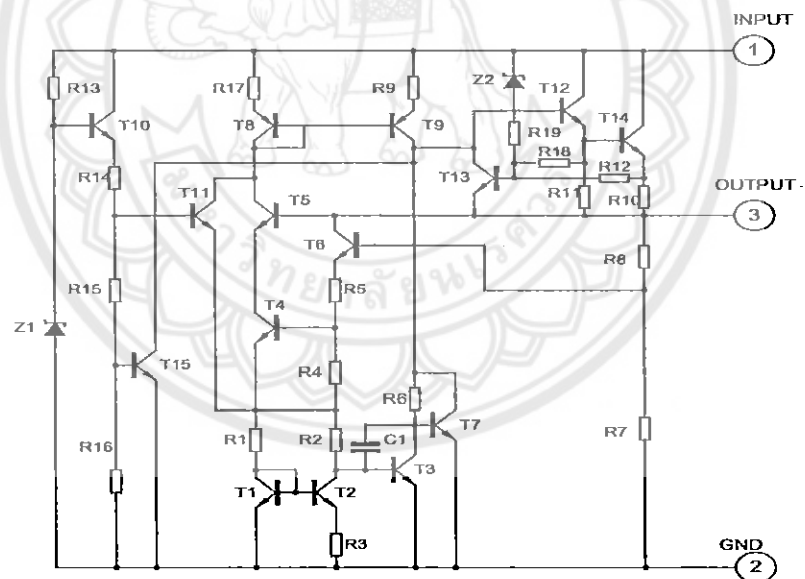 INPUT
1
R13
R17
R9
Z2
T12
T10
T8
T9
T14
R19
R18
R12
R14
T13
T11
R11
R10
OUTPUT-
T5
3
T6
R8
R15
R5
T4
Z1
T15
R4
R6
T7
R1
R2
C1
R7
T3
R16
T1
T2
R3
GND
2